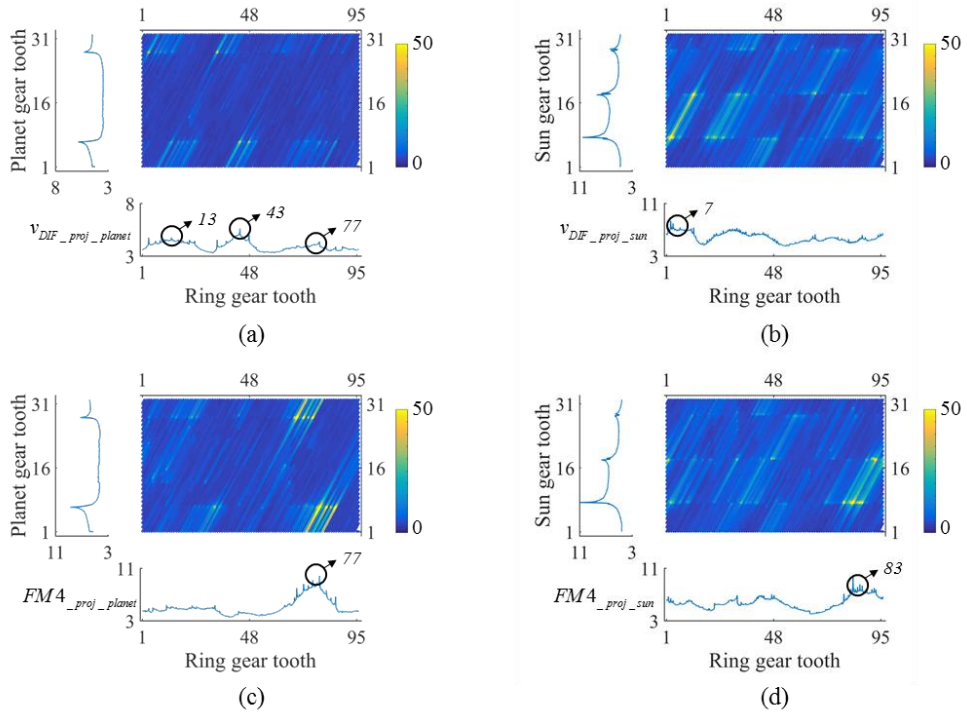 1 48 95
Planet gear tooth
31
16
1
8 3
31
16
1
50
0
v_DIF_proj_planet
8
3
13
43
77
1 48 95
Ring gear tooth
(a)
1 48 95
Sun gear tooth
31
16
1
11 3
31
16
1
50
0
v_DIF_proj_sun
11
3
7
1 48 95
Ring gear tooth
(b)
1 48 95
Planet gear tooth
31
16
1
11 3
31
16
1
50
0
FM4_proj_planet
11
3
77
1 48 95
Ring gear tooth
(c)
1 48 95
Sun gear tooth
31
16
1
11 3
31
16
1
50
0
FM4_proj_sun
11
3
83
1 48 95
Ring gear tooth
(d)